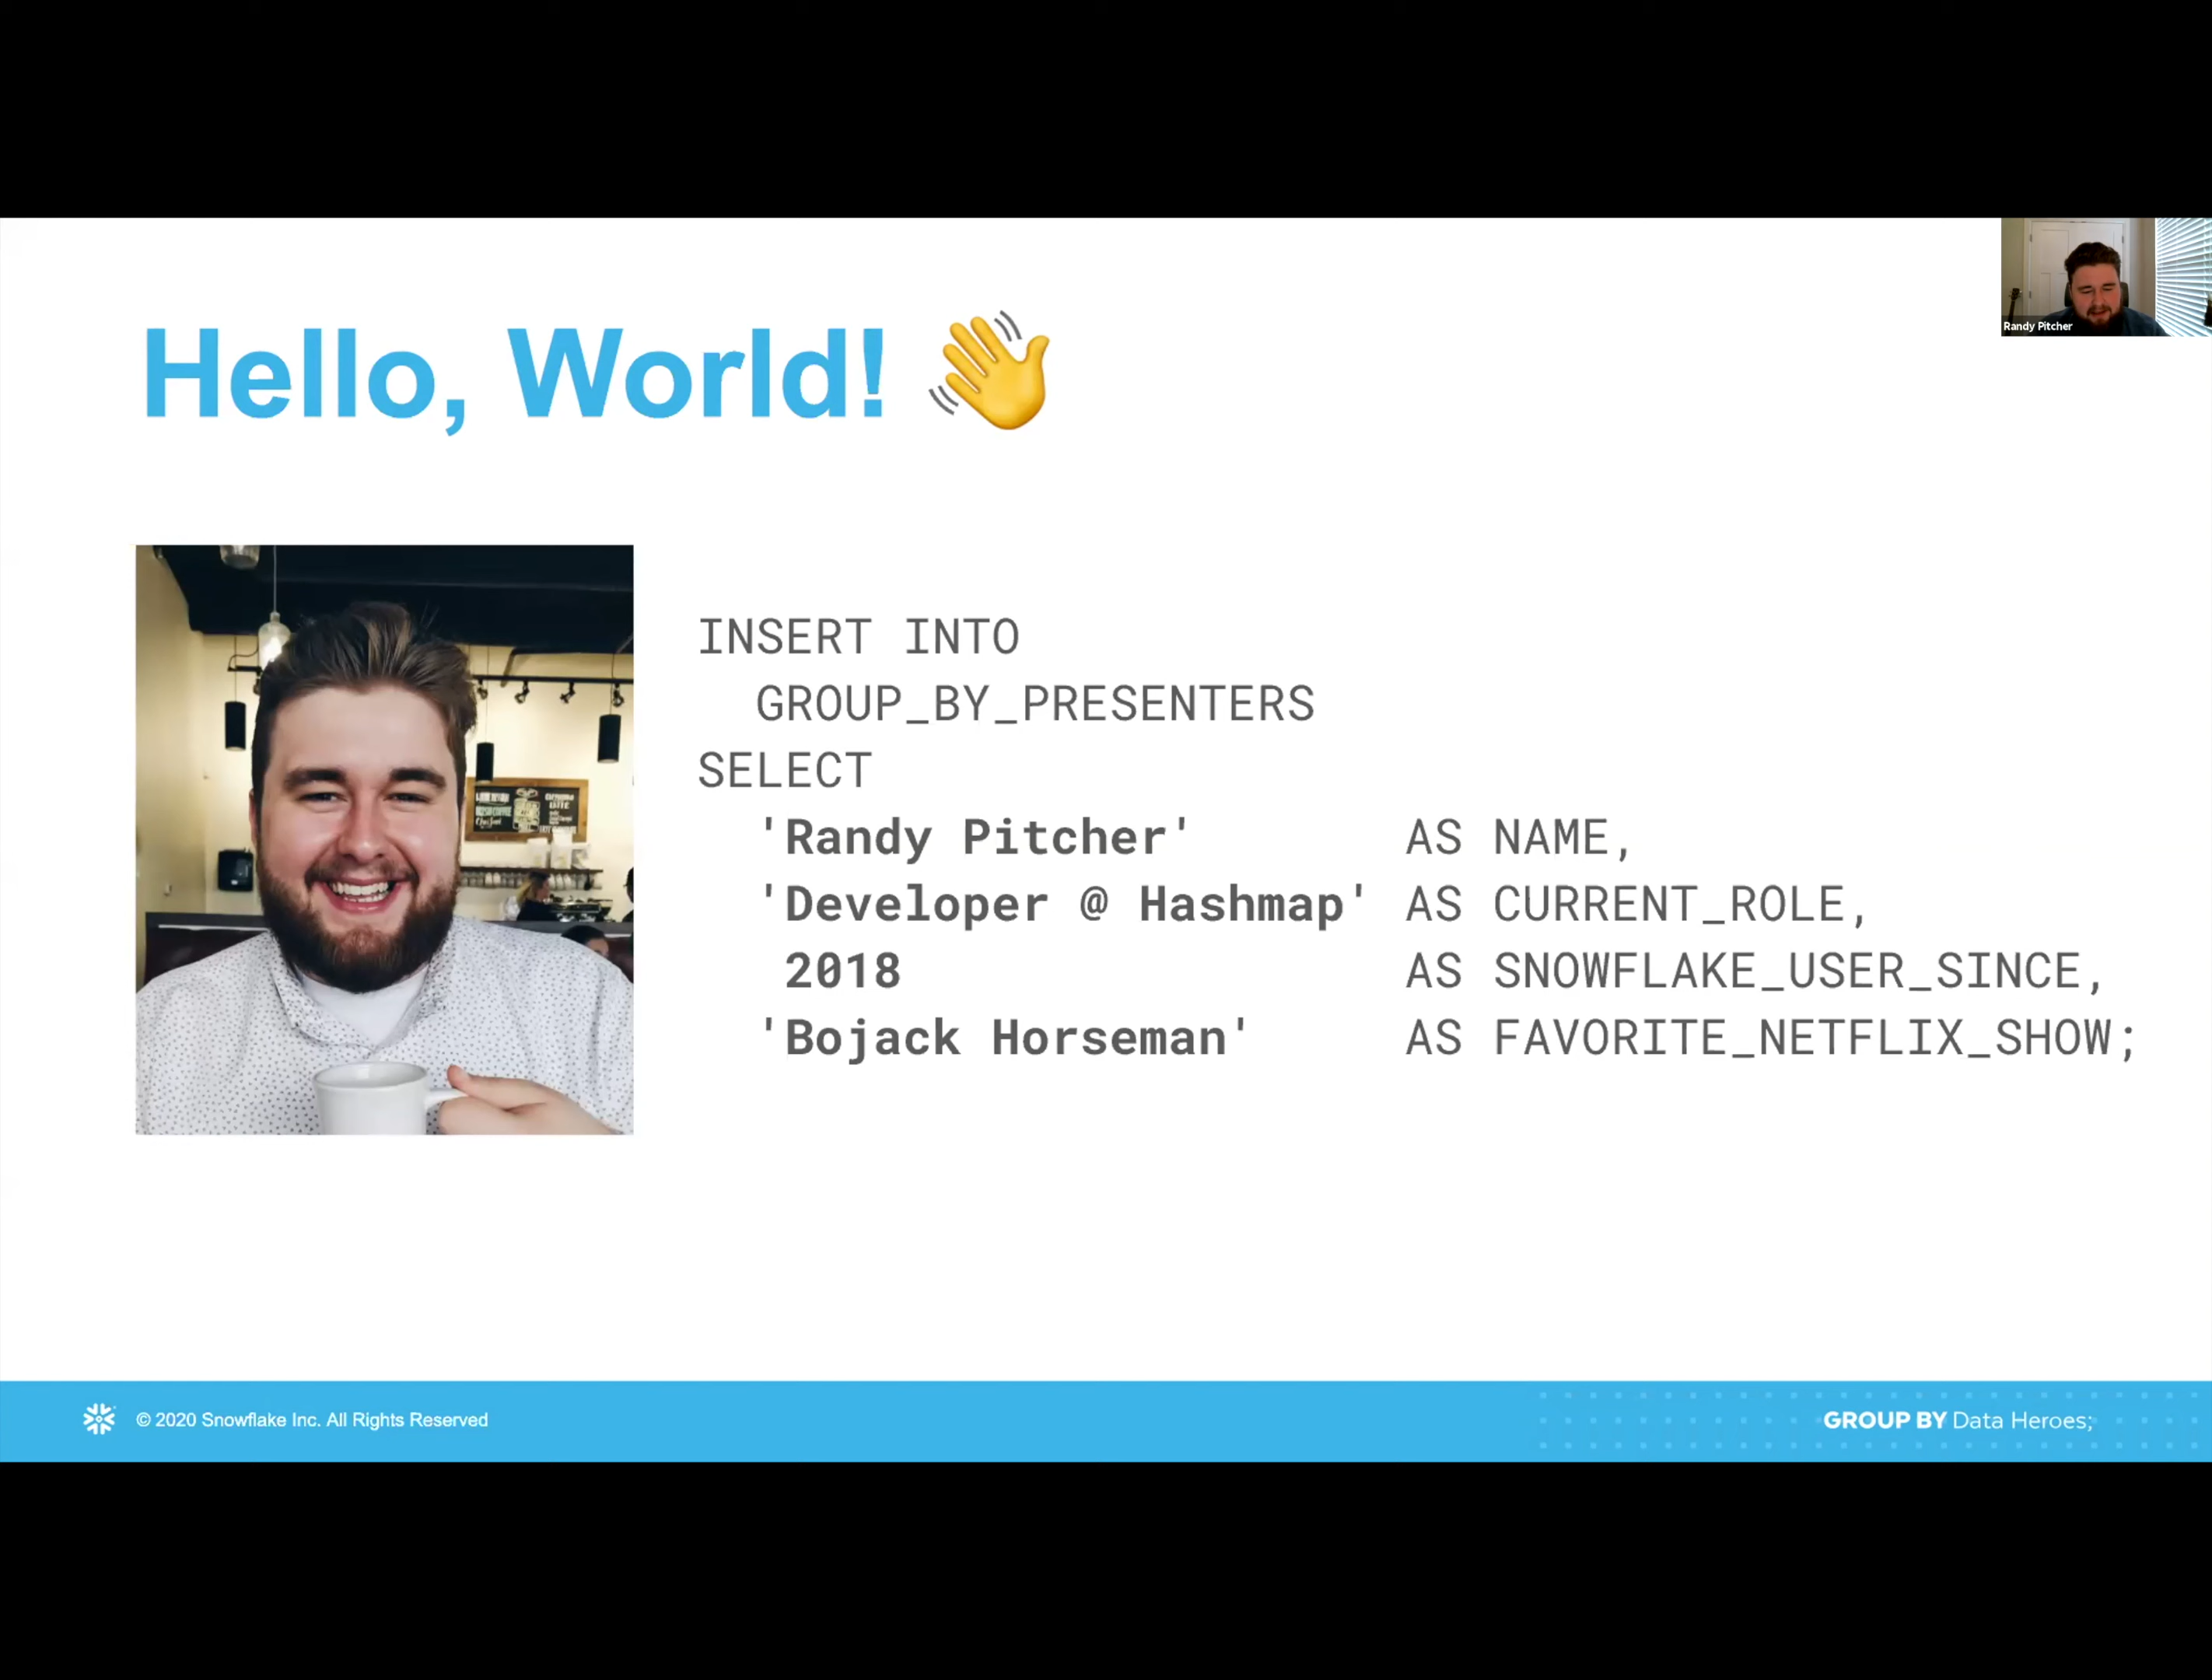 Hello, World! 👋
Randy Pitcher
INSERT INTO
GROUP_BY_PRESENTERS
SELECT
'Randy Pitcher' AS NAME,
'Developer @ Hashmap' AS CURRENT_ROLE,
2018 AS SNOWFLAKE_USER_SINCE,
'Bojack Horseman' AS FAVORITE_NETFLIX_SHOW;
© 2020 Snowflake Inc. All Rights Reserved
GROUP BY Data Heroes;